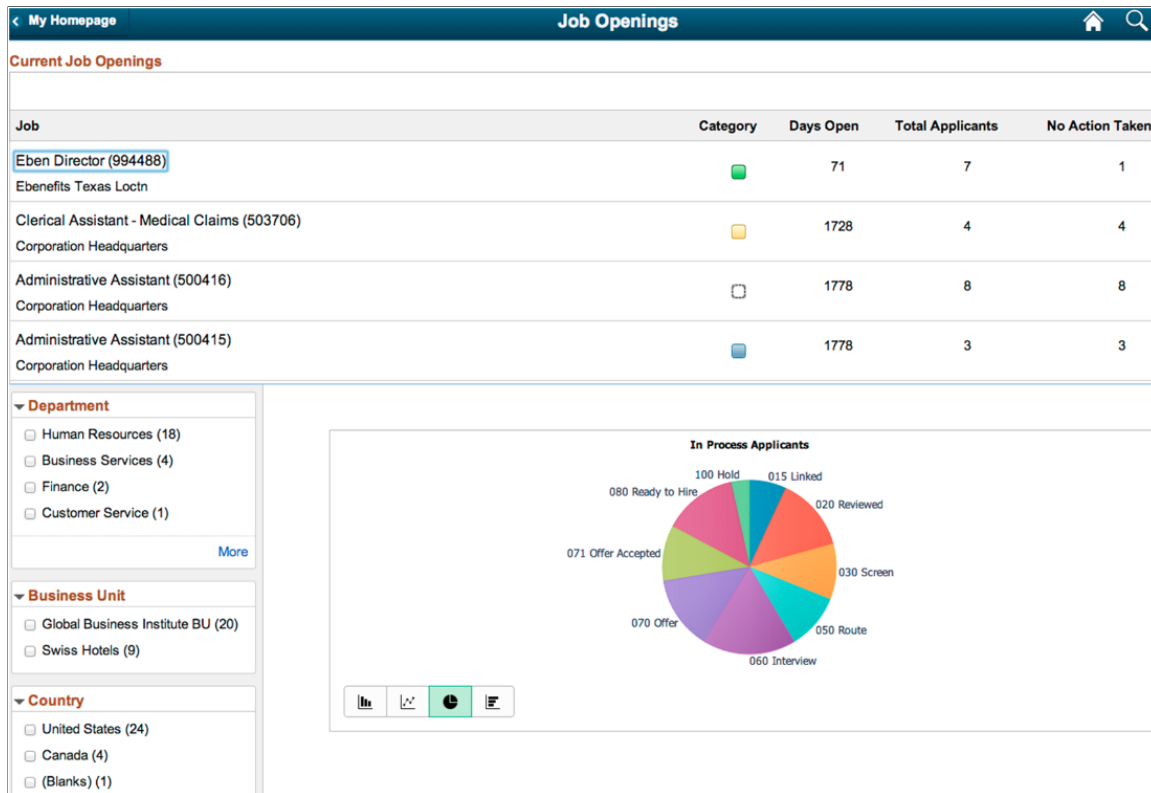 My Homepage
Job Openings
Current Job Openings
Job Category Days Open Total Applicants No Action Taken
Eben Director (994488) 71 7 1
Ebenefits Texas Loctn
Clerical Assistant - Medical Claims (503706) 1728 4 4
Corporation Headquarters
Administrative Assistant (500416) 1778 8 8
Corporation Headquarters
Administrative Assistant (500415) 1778 3 3
Corporation Headquarters
Department
Human Resources (18)
Business Services (4)
Finance (2)
Customer Service (1)
More
Business Unit
Global Business Institute BU (20)
Swiss Hotels (9)
Country
United States (24)
Canada (4)
(Blanks) (1)
In Process Applicants
100 Hold
015 Linked
080 Ready to Hire
020 Reviewed
071 Offer Accepted
030 Screen
070 Offer
050 Route
060 Interview